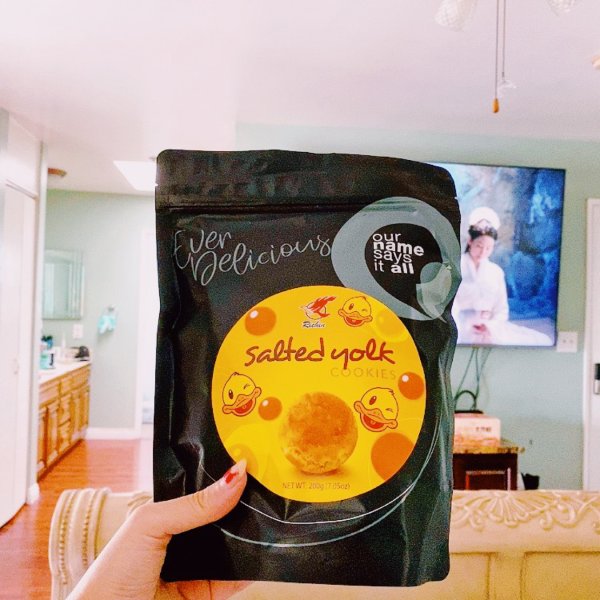 Ever
Delicious
our
name
says
it all
salted yolk
COOKIES
NET WT. 200g (7.05oz)